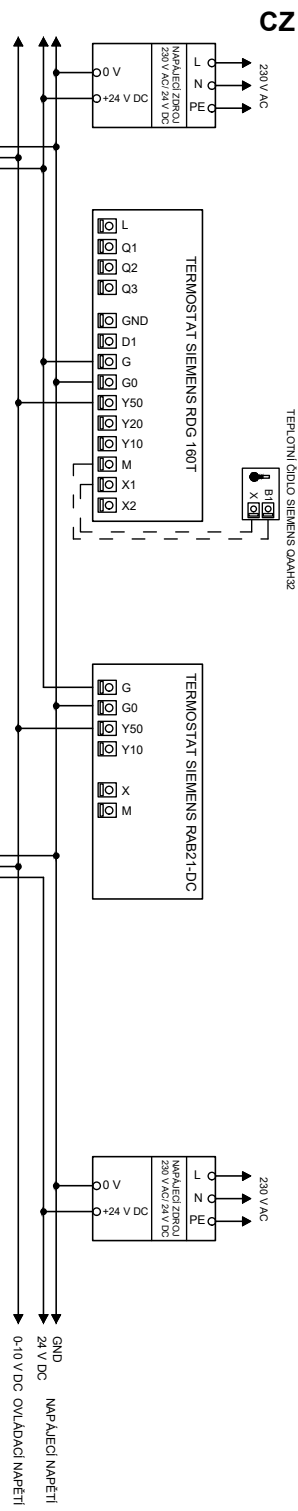 CZ
0 V
+24 V DC
NAPÁJECÍ ZDROJ
230 V AC/ 24 V DC
L
N
PE
230 V AC
L
Q1
Q2
Q3
GND
D1
G
G0
Y50
Y20
Y10
M
X1
X2
TERMOSTAT SIEMENS RDG 160T
TEPLOTNÍ ČIDLO SIEMENS QAAH32
B1
X
G
G0
Y50
Y10
X
M
TERMOSTAT SIEMENS RAB21-DC
0 V
+24 V DC
NAPÁJECÍ ZDROJ
230 V AC/ 24 V DC
L
N
PE
230 V AC
GND
24 V DC
NAPÁJECÍ NAPĚTÍ
0-10 V DC OVLÁDACÍ NAPĚTÍ